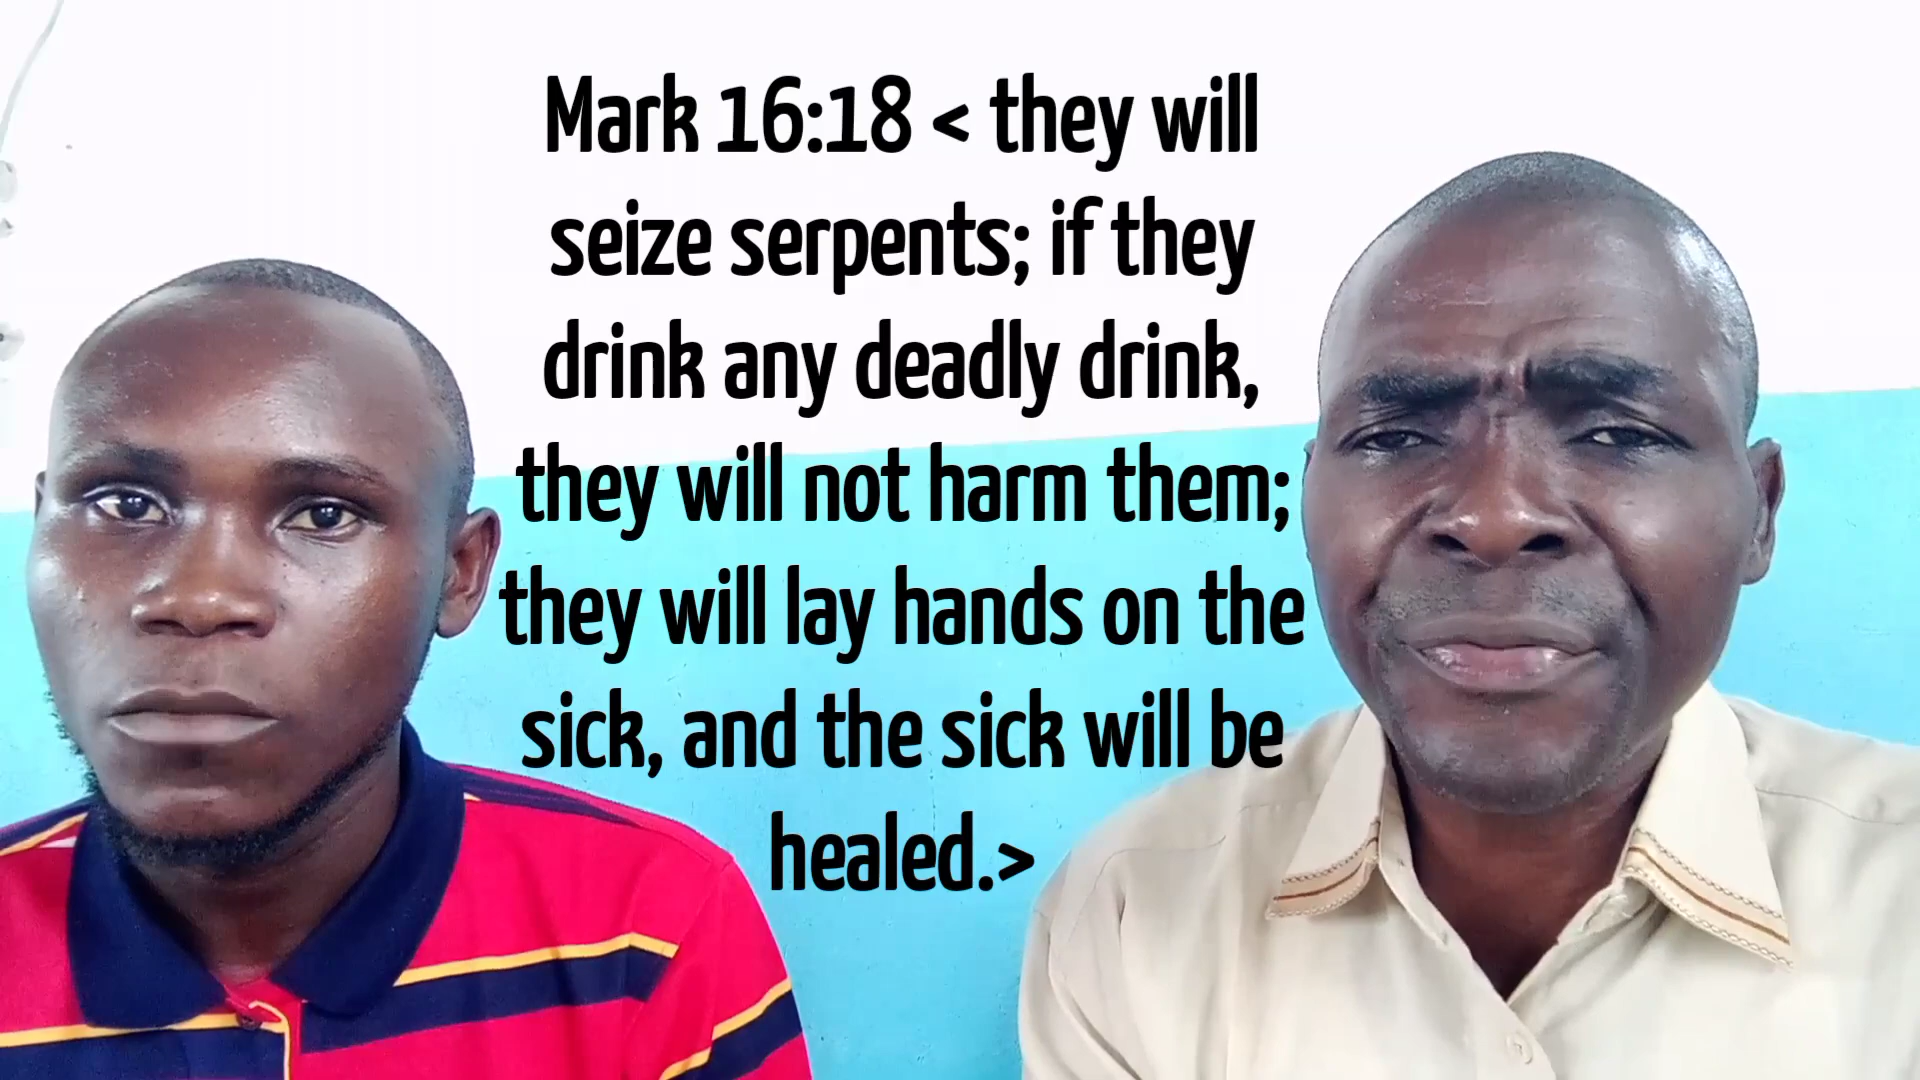 Mark 16:18 < they will
seize serpents; if they
drink any deadly drink,
they will not harm them;
they will lay hands on the
sick, and the sick will be
healed.>